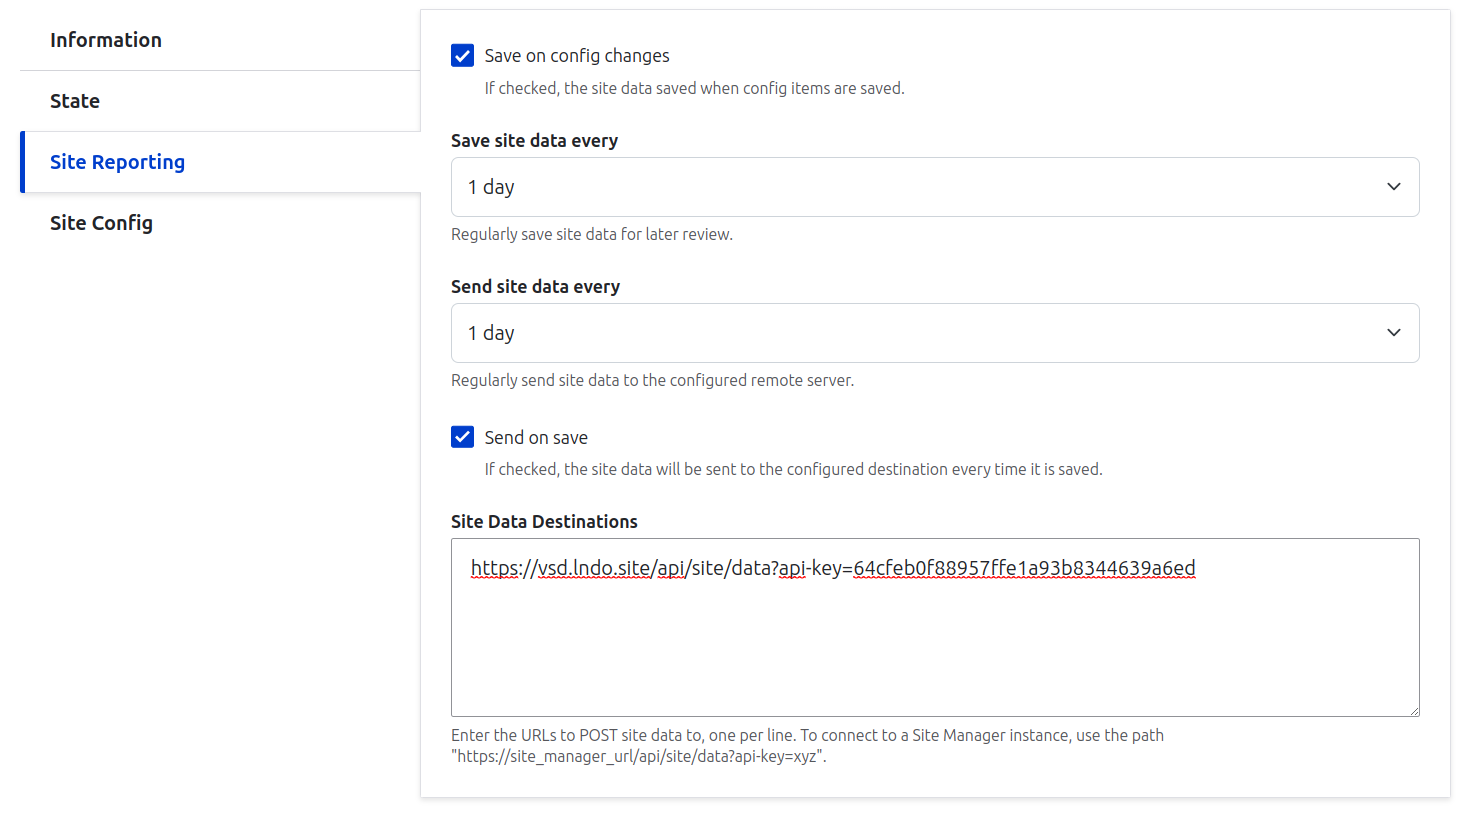 Information
State
Site Reporting
Site Config
Save on config changes
If checked, the site data saved when config items are saved.
Save site data every
1 day
Regularly save site data for later review.
Send site data every
1 day
Regularly send site data to the configured remote server.
Send on save
If checked, the site data will be sent to the configured destination every time it is saved.
Site Data Destinations
https://vsd.lndo.site/api/site/data?api-key=64cfeb0f88957ffe1a93b8344639a6ed
Enter the URLs to POST site data to, one per line. To connect to a Site Manager instance, use the path
"https://site_manager_url/api/site/data?api-key=xyz".